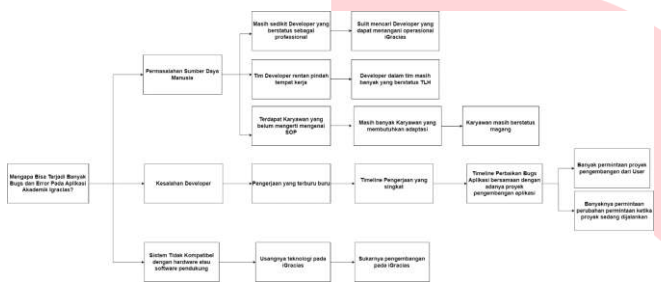 Masih sedikit Developer yang
berstatus sebagai
professional
Sulit mencari Developer yang
dapat menangani operasional
iGracias
Permasalahan Sumber Daya
Manusia
Tim Developer rentan pindah
tempat kerja
Developer dalam tim masih
banyak yang berstatus TLH
Terdapat Karyawan yang
belum mengerti mengenai
SOP
Masih banyak Karyawan yang
membutuhkan adaptasi
Karyawan masih berstatus
magang
Mengapa Bisa Terjadi Banyak
Bugs dan Error Pada Aplikasi
Akademik Igracias?
Kesalahan Developer
Pengerjaan yang terburu buru
Timeline Pengerjaan yang
singkat
Timeline Perbaikan Bugs
Aplikasi bersamaan dengan
adanya proyek
pengembangan aplikasi
Banyak permintaan proyek
pengembangan dari User
Banyaknya permintaan
perubahan permintaan ketika
proyek sedang dijalankan
Sistem Tidak Kompatibel
dengan hardware atau
software pendukung
Usangnya teknologi pada
iGracias
Sukarnya pengembangan
pada iGracias